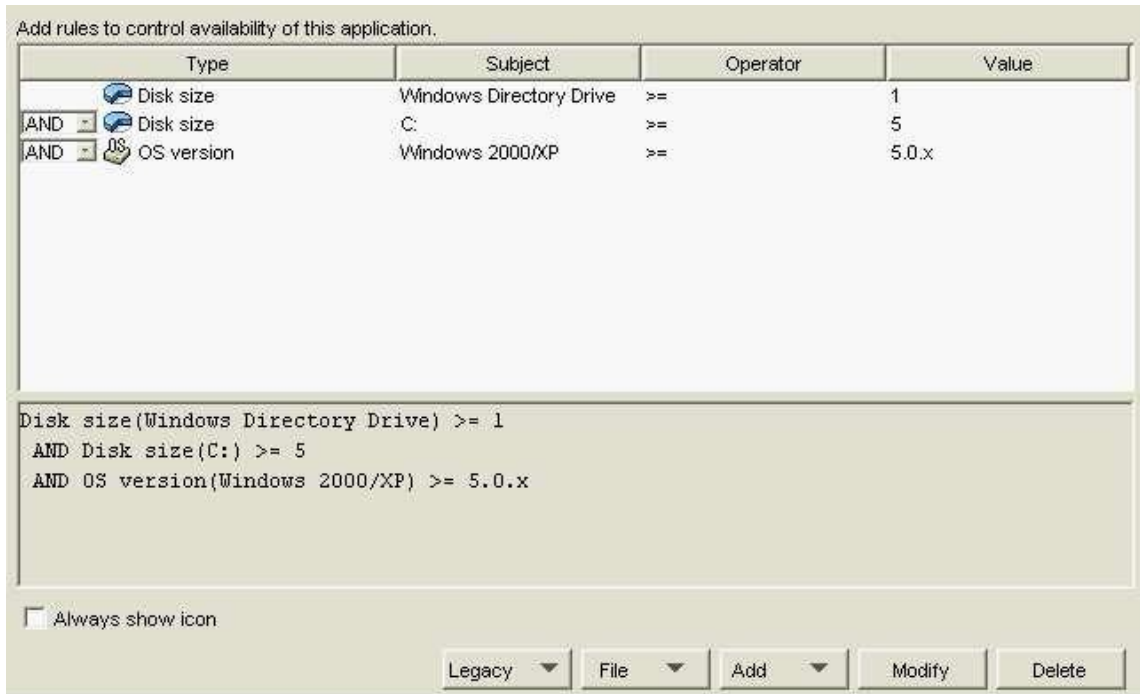 Add rules to control availability of this application.
Type Subject Operator Value
Disk size Windows Directory Drive >= 1
AND Disk size C: >= 5
AND OS OS version Windows 2000/XP >= 5.0.x
Disk size(Windows Directory Drive) >= 1
AND Disk size(C:) >= 5
AND OS version(Windows 2000/XP) >= 5.0.x
Always show icon
Legacy File Add Modify Delete